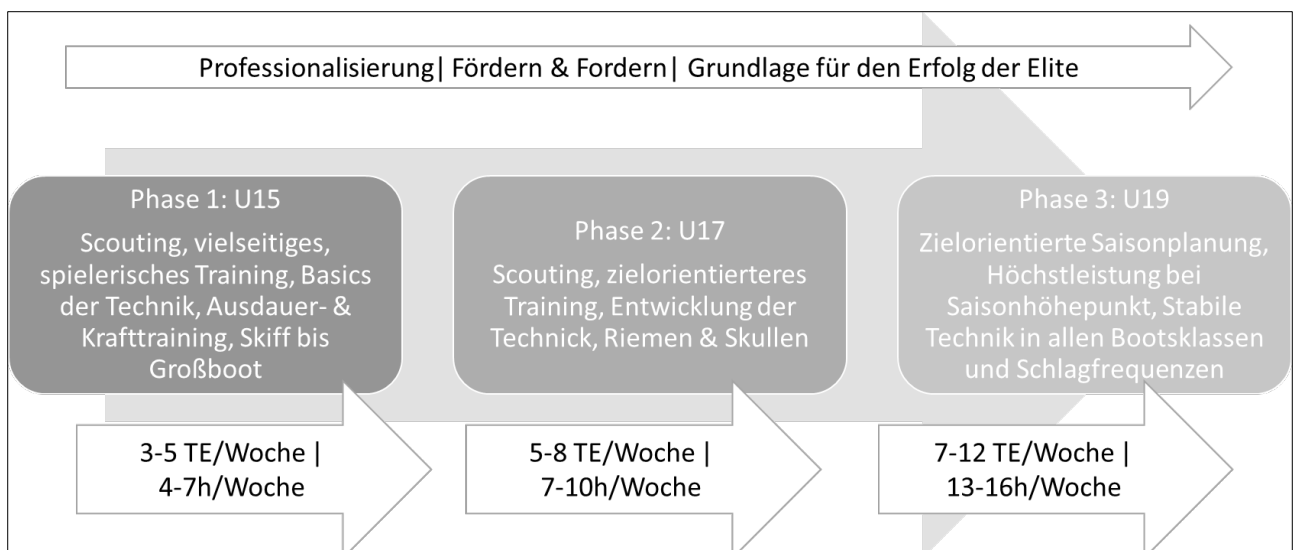 Professionalisierung| Fördern & Fordern| Grundlage für den Erfolg der Elite
Phase 1: U15
Scouting, vielseitiges,
spielerisches Training, Basics
der Technik, Ausdauer- &
Krafttraining, Skiff bis
Großboot
3-5 TE/Woche |
4-7h/Woche
Phase 2: U17
Scouting, zielorientierteres
Training, Entwicklung der
Technick, Riemen & Skullen
5-8 TE/Woche |
7-10h/Woche
Phase 3: U19
Zielorientierte Saisonplanung,
Höchstleistung bei
Saisonhöhepunkt, Stabile
Technik in allen Bootsklassen
und Schlagfrequenzen
7-12 TE/Woche |
13-16h/Woche